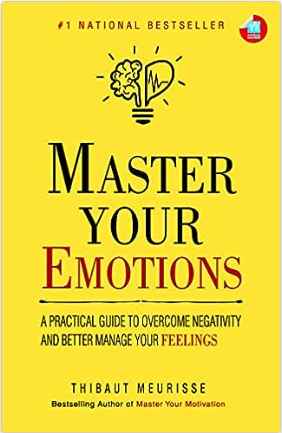 #1 NATIONAL BESTSELLER
MASTER
YOUR
EMOTIONS
A PRACTICAL GUIDE TO OVERCOME NEGATIVITY
AND BETTER MANAGE YOUR FEELINGS
THIBAUT MEURISSE
Bestselling Author of Master Your Motivation